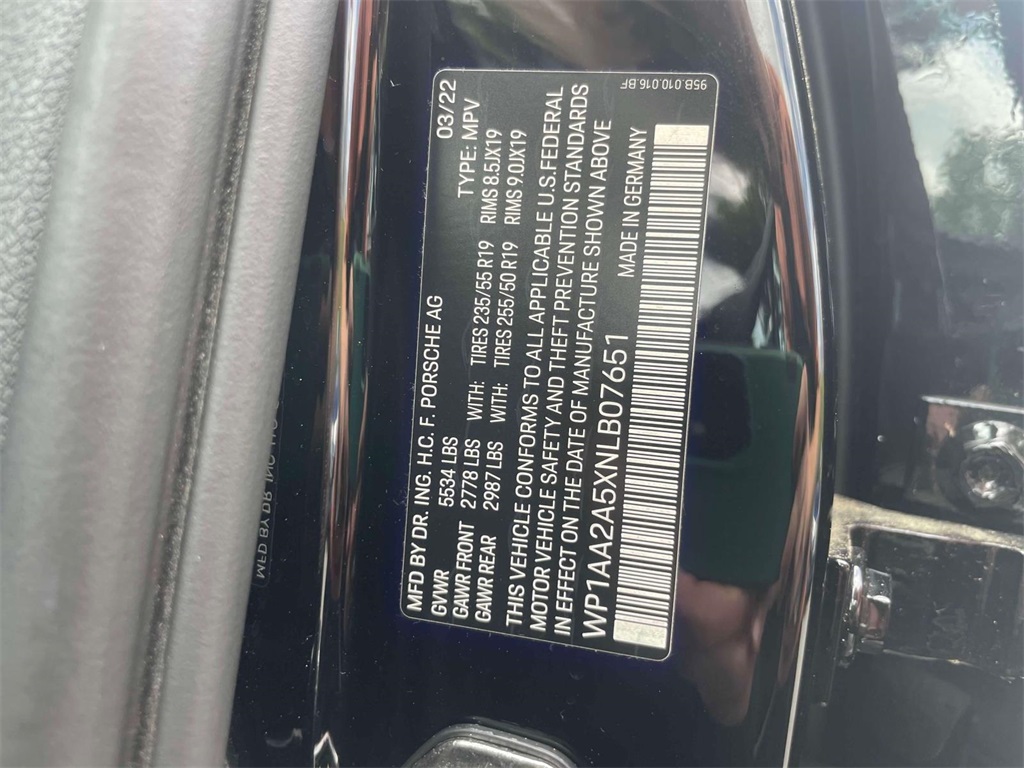 MFD BY DR. ING. H.C. F. PORSCHE AG 03/22
GVWR 5534 LBS TYPE: MPV
GAWR FRONT 2778 LBS WITH: TIRES 235/55 R19 RIMS 8.5JX19
GAWR REAR 2987 LBS WITH: TIRES 255/50 R19 RIMS 9.0JX19
THIS VEHICLE CONFORMS TO ALL APPLICABLE U.S. FEDERAL
MOTOR VEHICLE SAFETY AND THEFT PREVENTION STANDARDS
IN EFFECT ON THE DATE OF MANUFACTURE SHOWN ABOVE
WP1AA2A5XNLB07651 MADE IN GERMANY
95B.010.016.BF